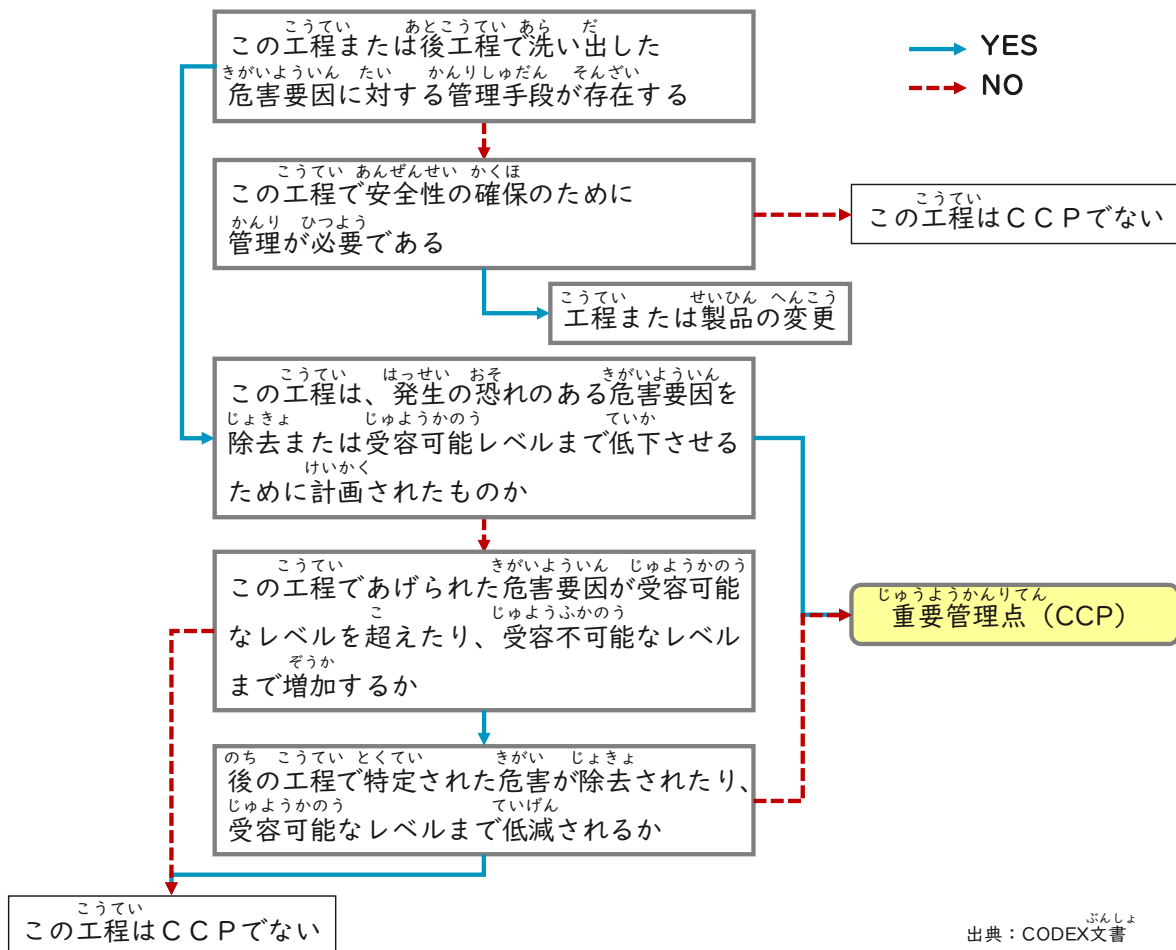 こうてい あとこうてい あら だ
この工程または後工程で洗い出した
きがいよういん たい かんりしゅだん そんざい
危害要因に対する管理手段が存在する
YES
NO
こうてい あんぜんせい かくほ
この工程で安全性の確保のために
かんり ひつよう
管理が必要である
こうてい
この工程はCCPでない
こうてい せいひん へんこう
工程または製品の変更
こうてい はっせい おそ きがいよういん
この工程は、発生の恐れのある危害要因を
じょきょ じゅようかのう ていか
除去または受容可能レベルまで低下させる
けいかく
ために計画されたものか
こうてい きがいよういん じゅようかのう
この工程であげられた危害要因が受容可能
こ じゅようふかのう
なレベルを超えたり、受容不可能なレベル
ぞうか
まで増加するか
じゅうようかんりてん
重要管理点（CCP）
のち こうてい とくてい きがい じょきょ
後の工程で特定された危害が除去されたり、
じゅようかのう ていげん
受容可能なレベルまで低減されるか
こうてい
この工程はCCPでない
ぶんしょ
出典：CODEX文書